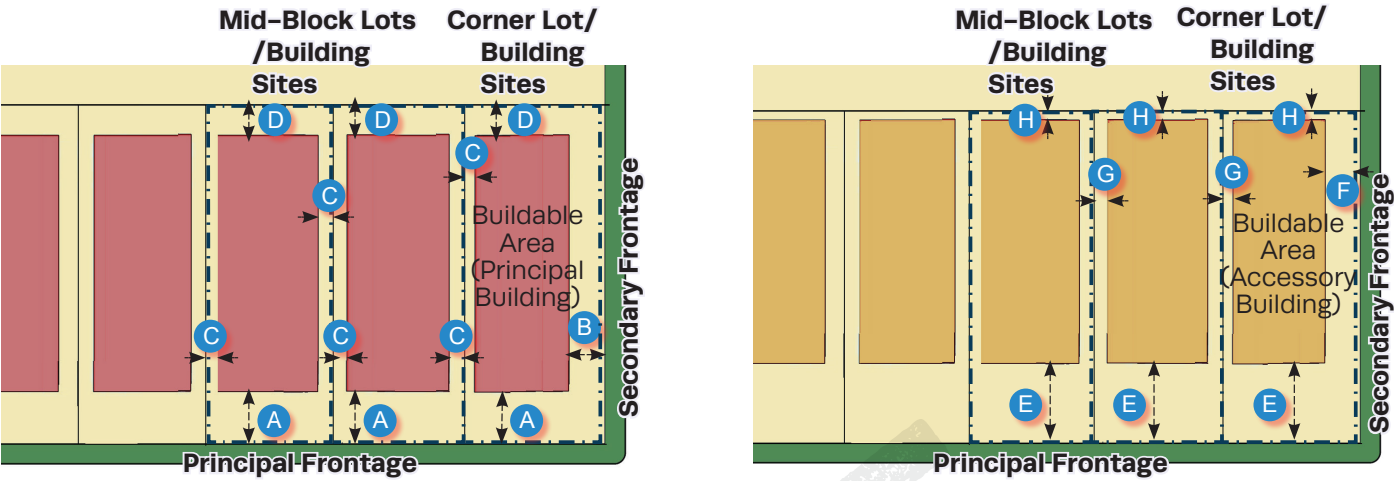 Mid–Block Lots
/Building
Sites
Corner Lot/
Building
Sites
D
D
D
C
C
Buildable
Area
(Principal
Building)
B
C
C
C
A
A
A
Secondary Frontage
Principal Frontage
Mid–Block Lots
/Building
Sites
Corner Lot/
Building
Sites
H
H
H
G
G
F
Buildable
Area
(Accessory
Building)
E
E
E
Secondary Frontage
Principal Frontage